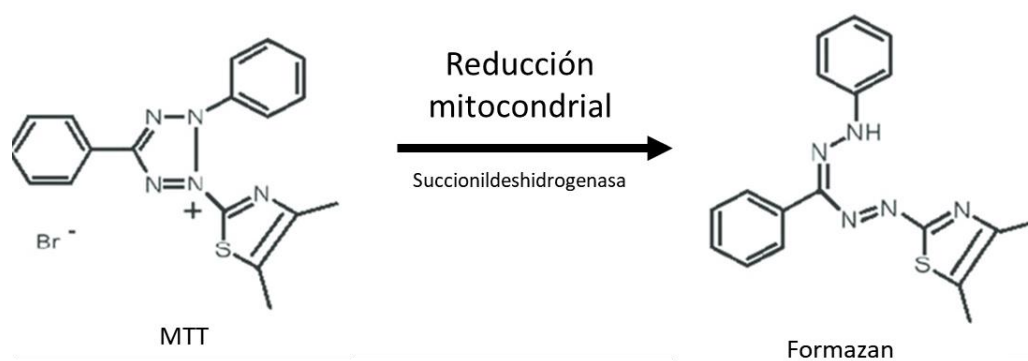 Reducción
mitocondrial
Succionildeshidrogenasa
N
N
N
N
+
N
S
Br -
MTT
NH
N
N
N
N
S
Formazan